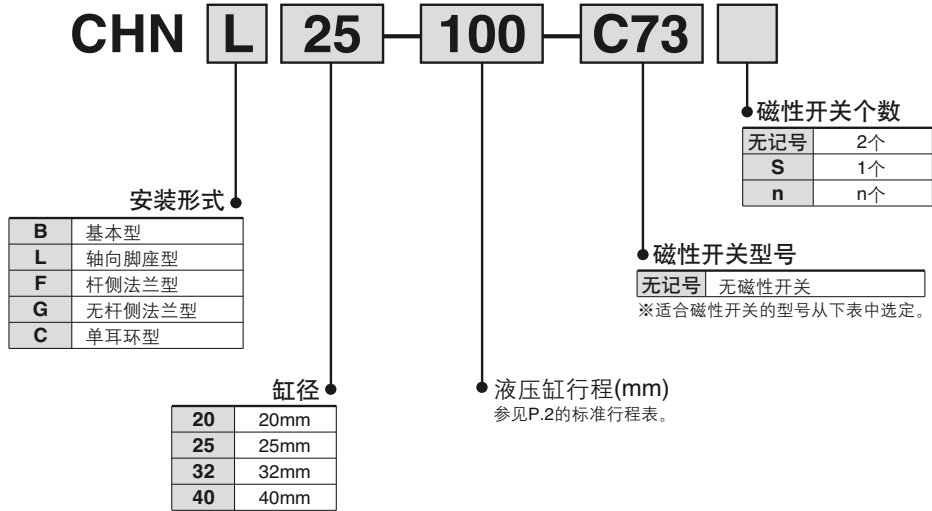 CHN L 25 100 C73
磁性开关个数
无记号 2个
S 1个
n n个
安装形式
B 基本型
L 轴向脚座型
F 杆侧法兰型
G 无杆侧法兰型
C 单耳环型
磁性开关型号
无记号 无磁性开关
※适合磁性开关的型号从下表中选定。
缸径
20 20mm
25 25mm
32 32mm
40 40mm
液压缸行程(mm)
参见P.2的标准行程表。